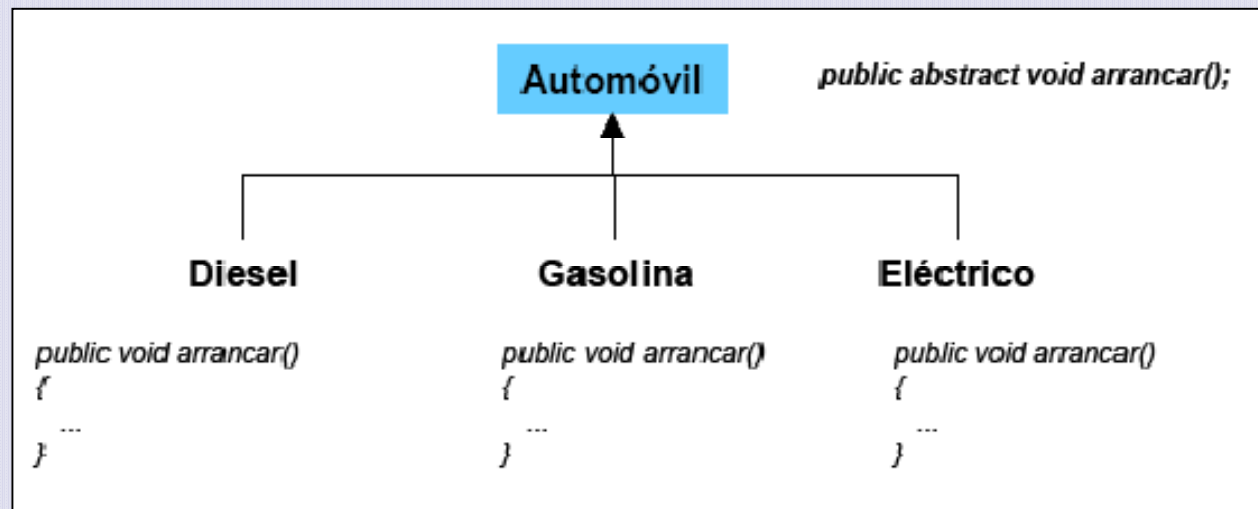 Automóvil
public abstract void arrancar();
Diesel
Gasolina
Eléctrico
public void arrancar()
{
...
}
public void arrancar()
{
...
}
public void arrancar()
{
...
}